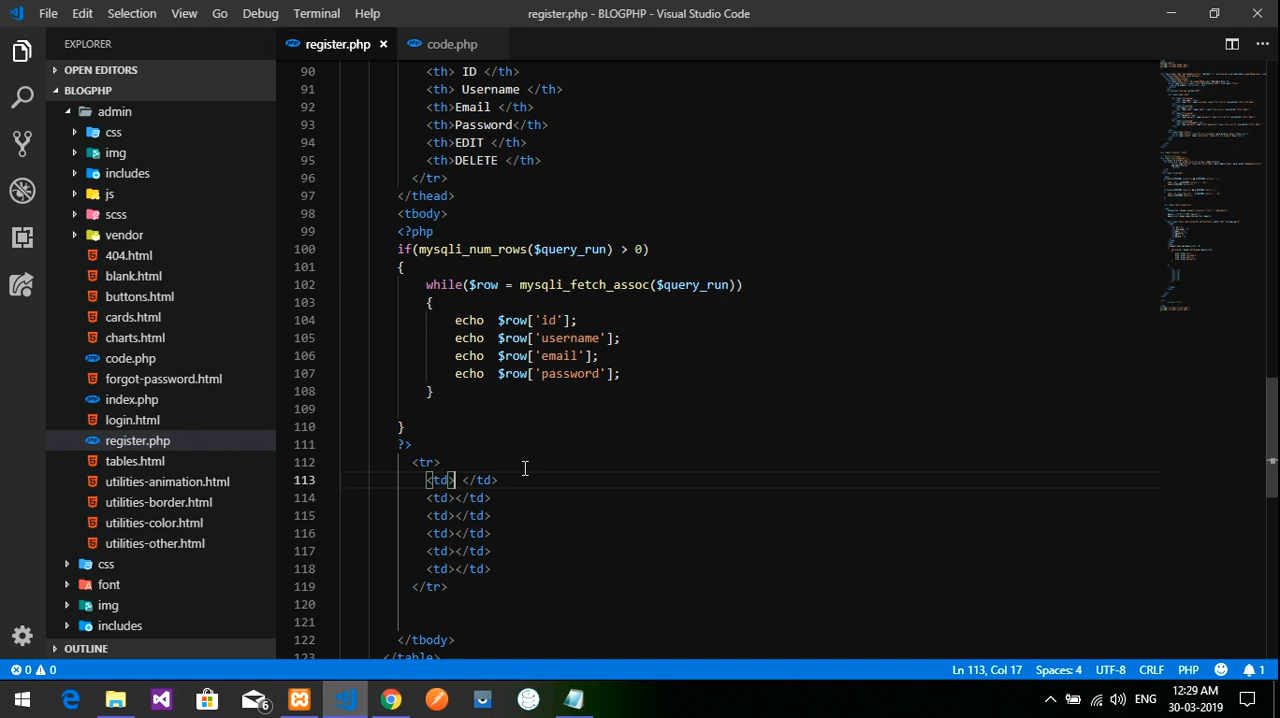 File Edit Selection View Go Debug Terminal Help
register.php - BLOGPHP - Visual Studio Code
EXPLORER
register.php ×
code.php
OPEN EDITORS
BLOGPHP
admin
css
img
includes
js
scss
vendor
404.html
blank.html
buttons.html
cards.html
charts.html
code.php
forgot-password.html
index.php
login.html
register.php
tables.html
utilities-animation.html
utilities-border.html
utilities-color.html
utilities-other.html
css
font
img
includes
OUTLINE
90 <th> ID </th>
91 <th> Username </th>
92 <th>Email </th>
93 <th>Password</th>
94 <th>EDIT </th>
95 <th>DELETE </th>
96 </tr>
97 </thead>
98 <tbody>
99 <?php
100 if(mysqli_num_rows($query_run) > 0)
101 {
102 while($row = mysqli_fetch_assoc($query_run))
103 {
104 echo  $row['id'];
105 echo  $row['username'];
106 echo  $row['email'];
107 echo  $row['password'];
108 }
109
110 }
111 ?>
112 <tr>
113 <td> </td>
114 <td></td>
115 <td></td>
116 <td></td>
117 <td></td>
118 <td></td>
119 </tr>
120
121
122 </tbody>
123 </table>
0 0
Ln 113, Col 17 Spaces: 4 UTF-8 CRLF PHP 1
6
ENG
12:29 AM
30-03-2019